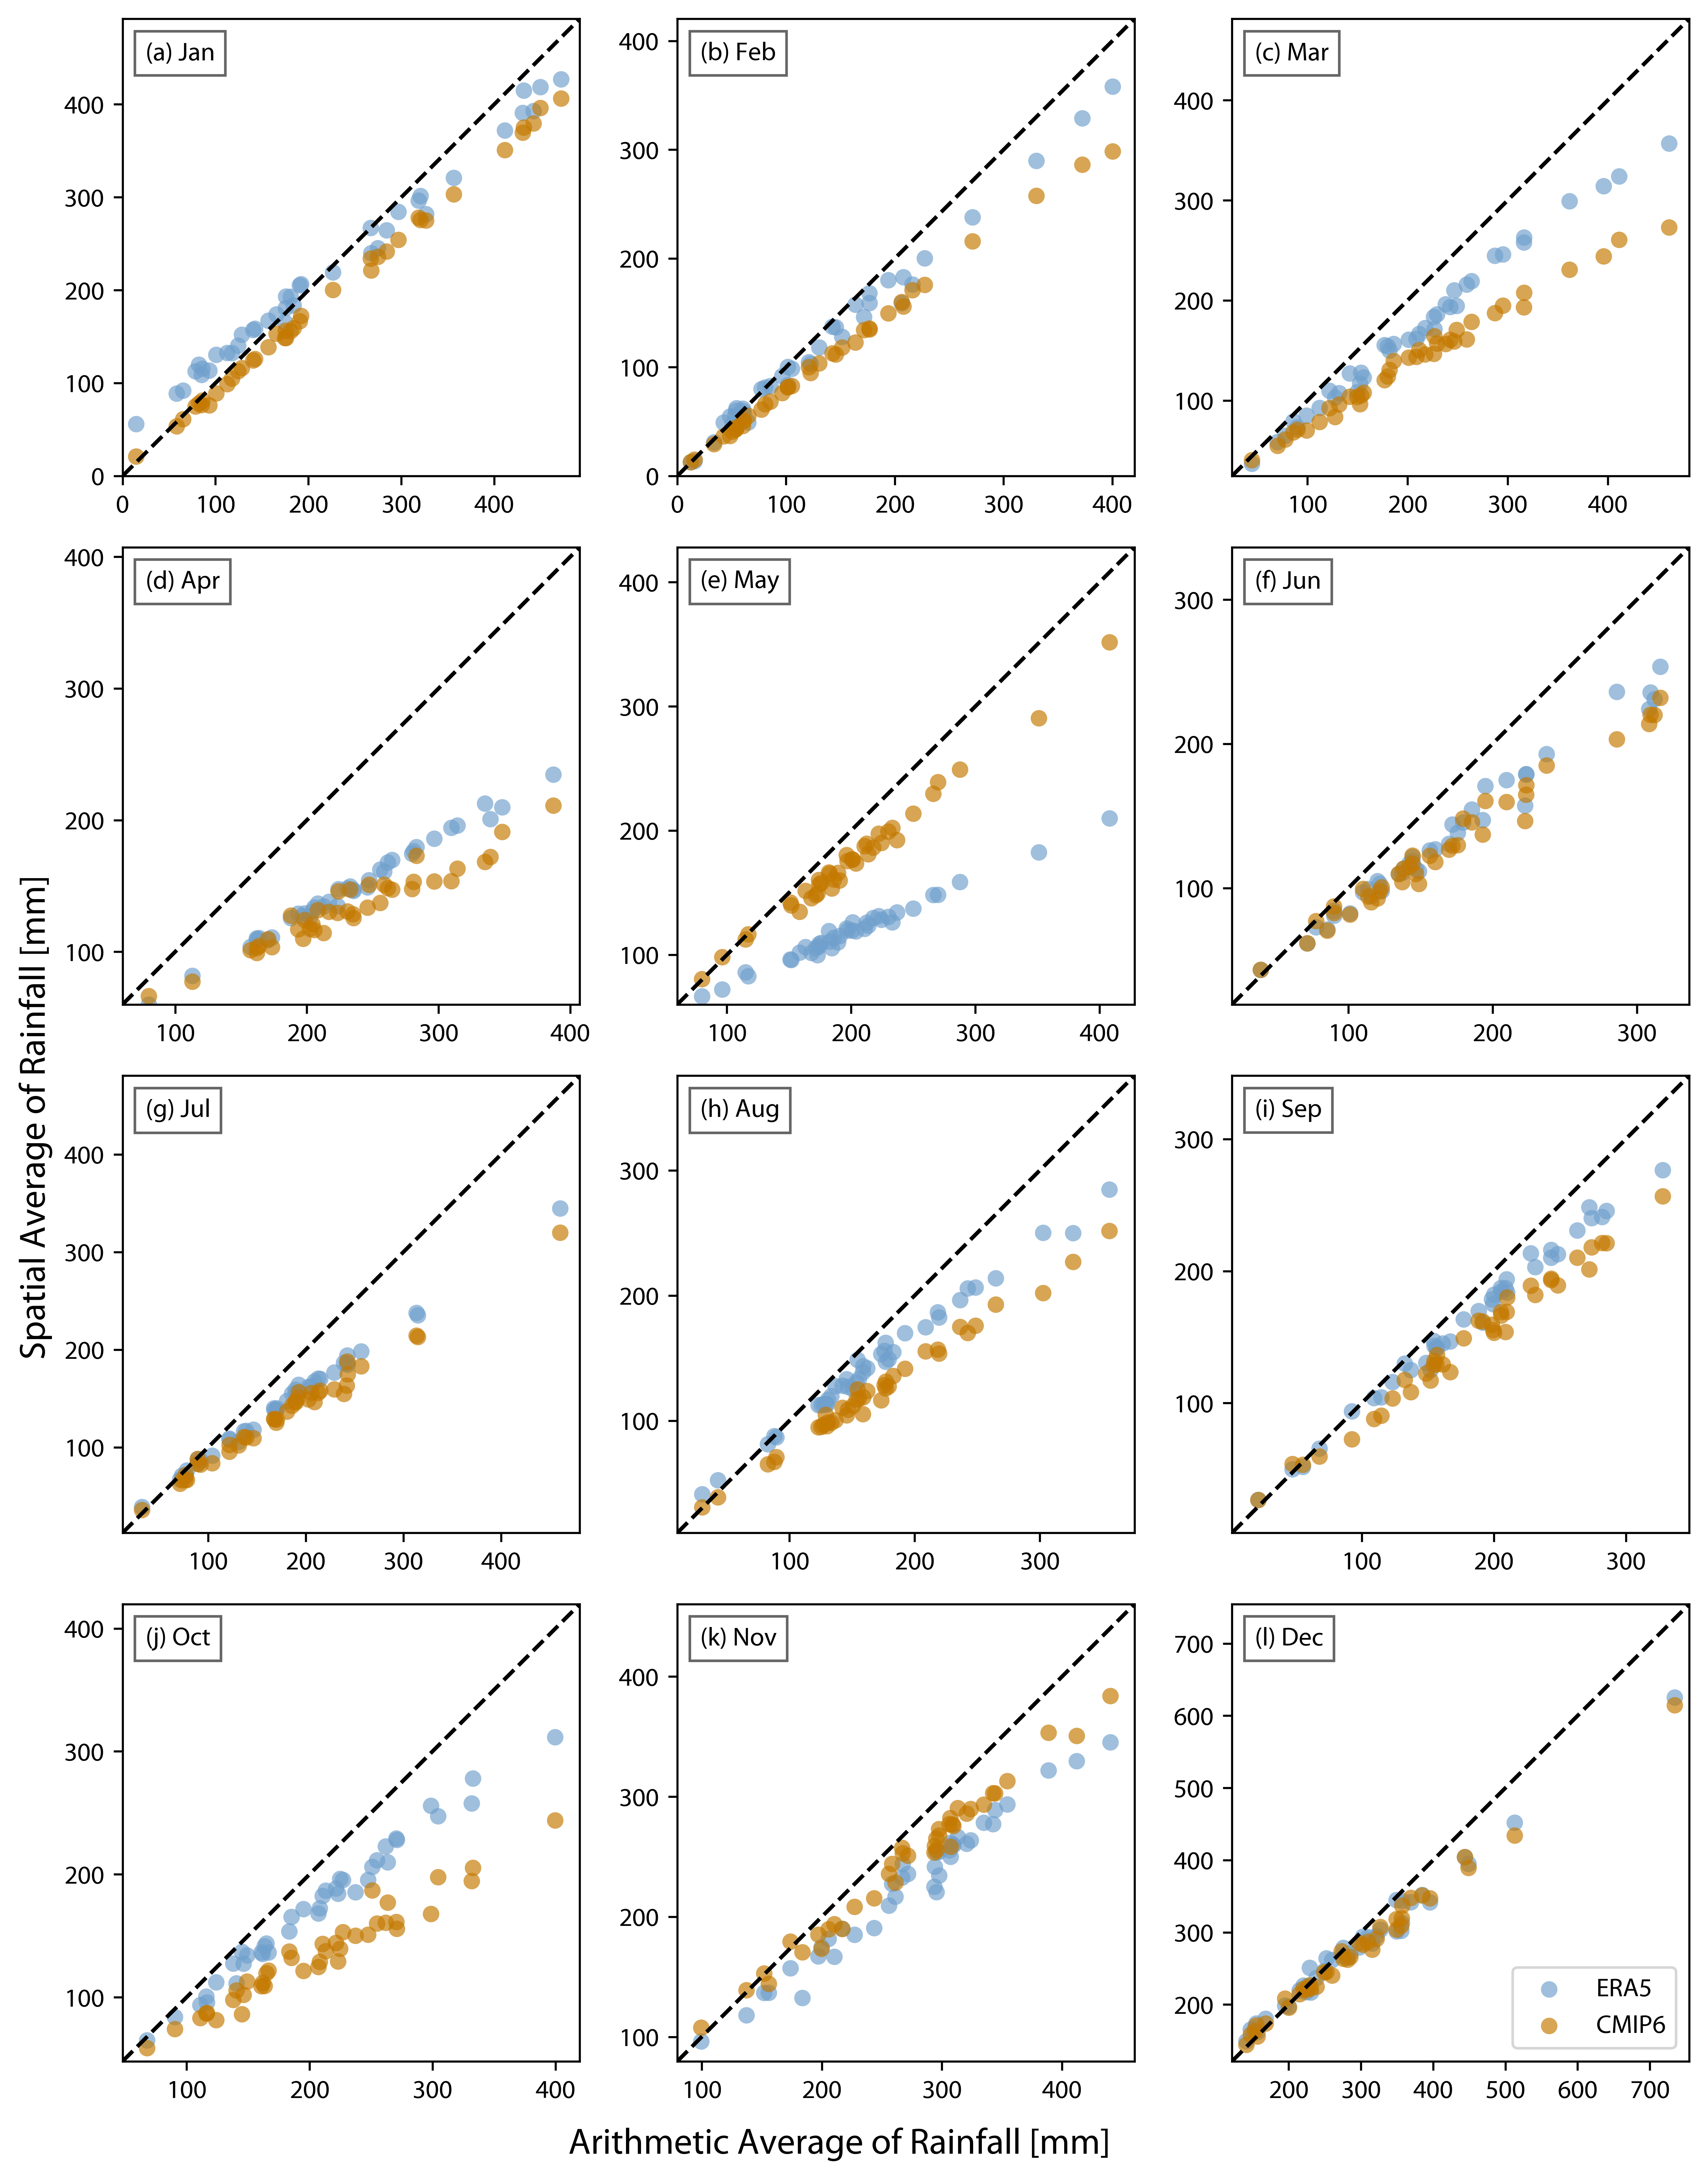 (a) Jan
400
300
200
100
0
0 100 200 300 400
(b) Feb
400
300
200
100
0
0 100 200 300 400
(c) Mar
400
300
200
100
100 200 300 400
(d) Apr
400
300
200
100
100 200 300 400
(e) May
400
300
200
100
100 200 300 400
(f) Jun
300
200
100
100 200 300
Spatial Average of Rainfall [mm]
(g) Jul
400
300
200
100
100 200 300 400
(h) Aug
300
200
100
100 200 300
(i) Sep
300
200
100
100 200 300
(j) Oct
400
300
200
100
100 200 300 400
(k) Nov
400
300
200
100
100 200 300 400
(l) Dec
700
600
500
400
300
200
ERA5
CMIP6
200 300 400 500 600 700
Arithmetic Average of Rainfall [mm]